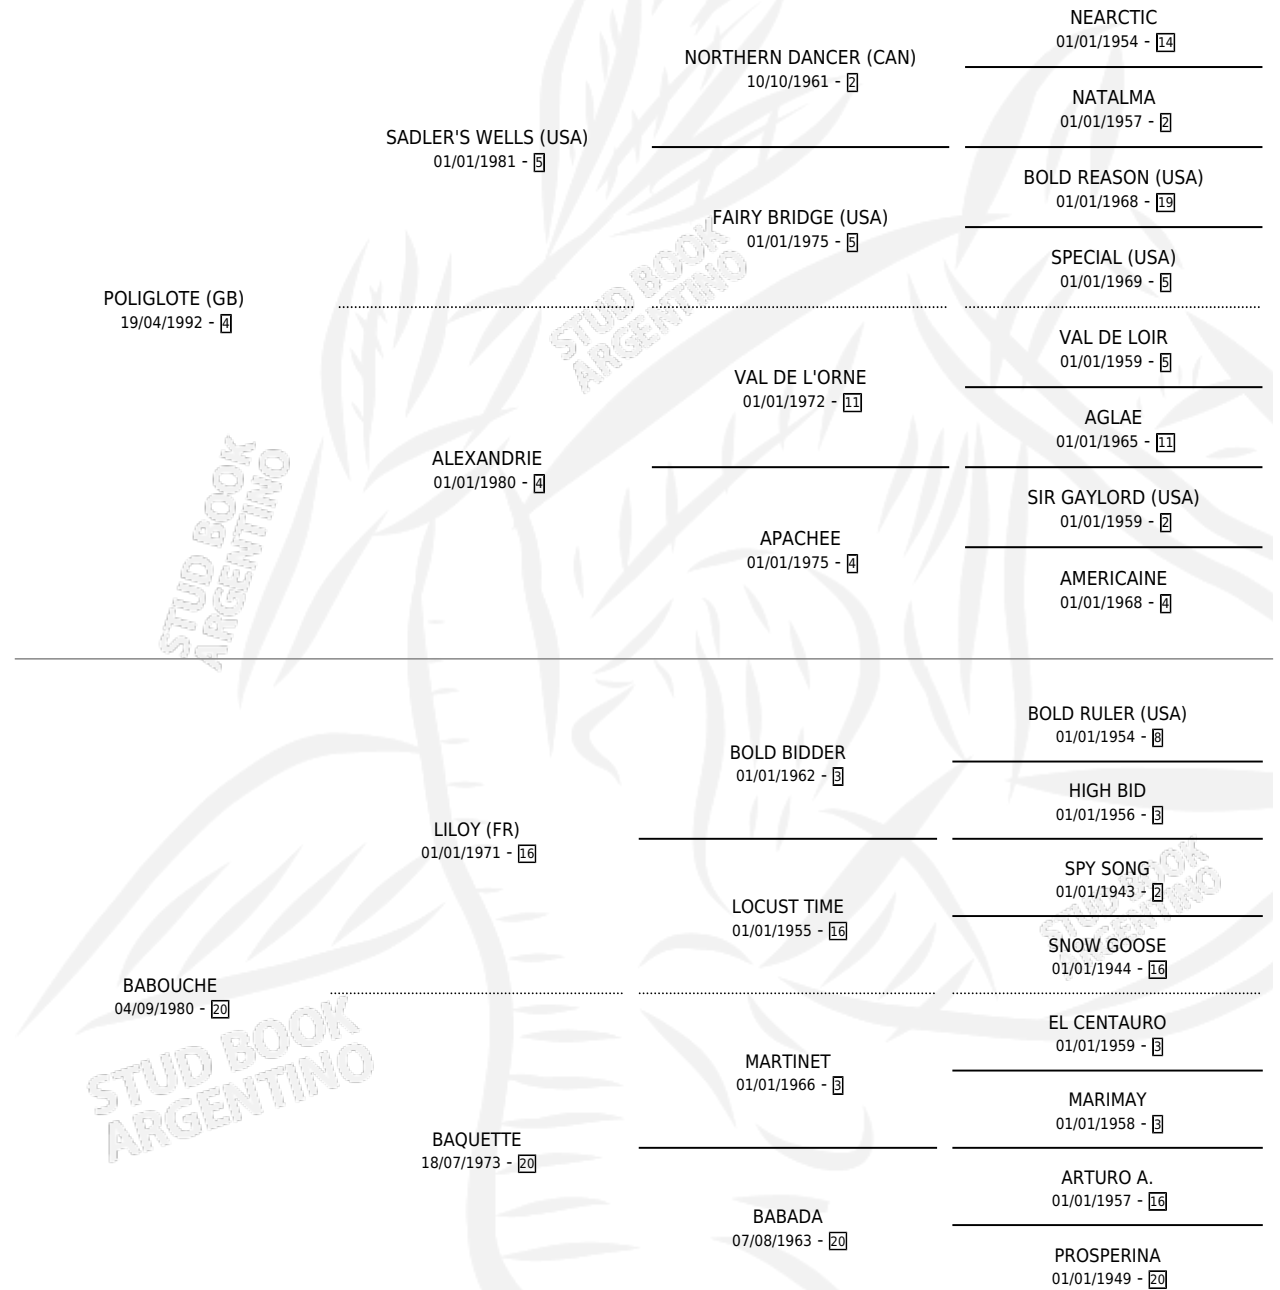 NEARCTIC
01/01/1954 - 14
NORTHERN DANCER (CAN)
10/10/1961 - 2
NATALMA
01/01/1957 - 2
SADLER'S WELLS (USA)
01/01/1981 - 5
BOLD REASON (USA)
01/01/1968 - 19
FAIRY BRIDGE (USA)
01/01/1975 - 5
SPECIAL (USA)
01/01/1969 - 5
STUD BOOK
ARGENTINO
POLIGLOTE (GB)
19/04/1992 - 4
VAL DE LOIR
01/01/1959 - 5
VAL DE L'ORNE
01/01/1972 - 11
AGLAE
01/01/1965 - 11
ALEXANDRIE
01/01/1980 - 4
SIR GAYLORD (USA)
01/01/1959 - 2
APACHEE
01/01/1975 - 4
AMERICAINE
01/01/1968 - 4
STUD BOOK
ARGENTINO
BOLD RULER (USA)
01/01/1954 - 8
BOLD BIDDER
01/01/1962 - 3
HIGH BID
01/01/1956 - 3
LILOY (FR)
01/01/1971 - 16
SPY SONG
01/01/1943 - 2
LOCUST TIME
01/01/1955 - 16
SNOW GOOSE
01/01/1944 - 16
STUD BOOK
ARGENTINO
BABOUCHE
04/09/1980 - 20
EL CENTAURO
01/01/1959 - 3
MARTINET
01/01/1966 - 3
MARIMAY
01/01/1958 - 3
STUD BOOK
ARGENTINO
BAQUETTE
18/07/1973 - 20
ARTURO A.
01/01/1957 - 16
BABADA
07/08/1963 - 20
PROSPERINA
01/01/1949 - 20